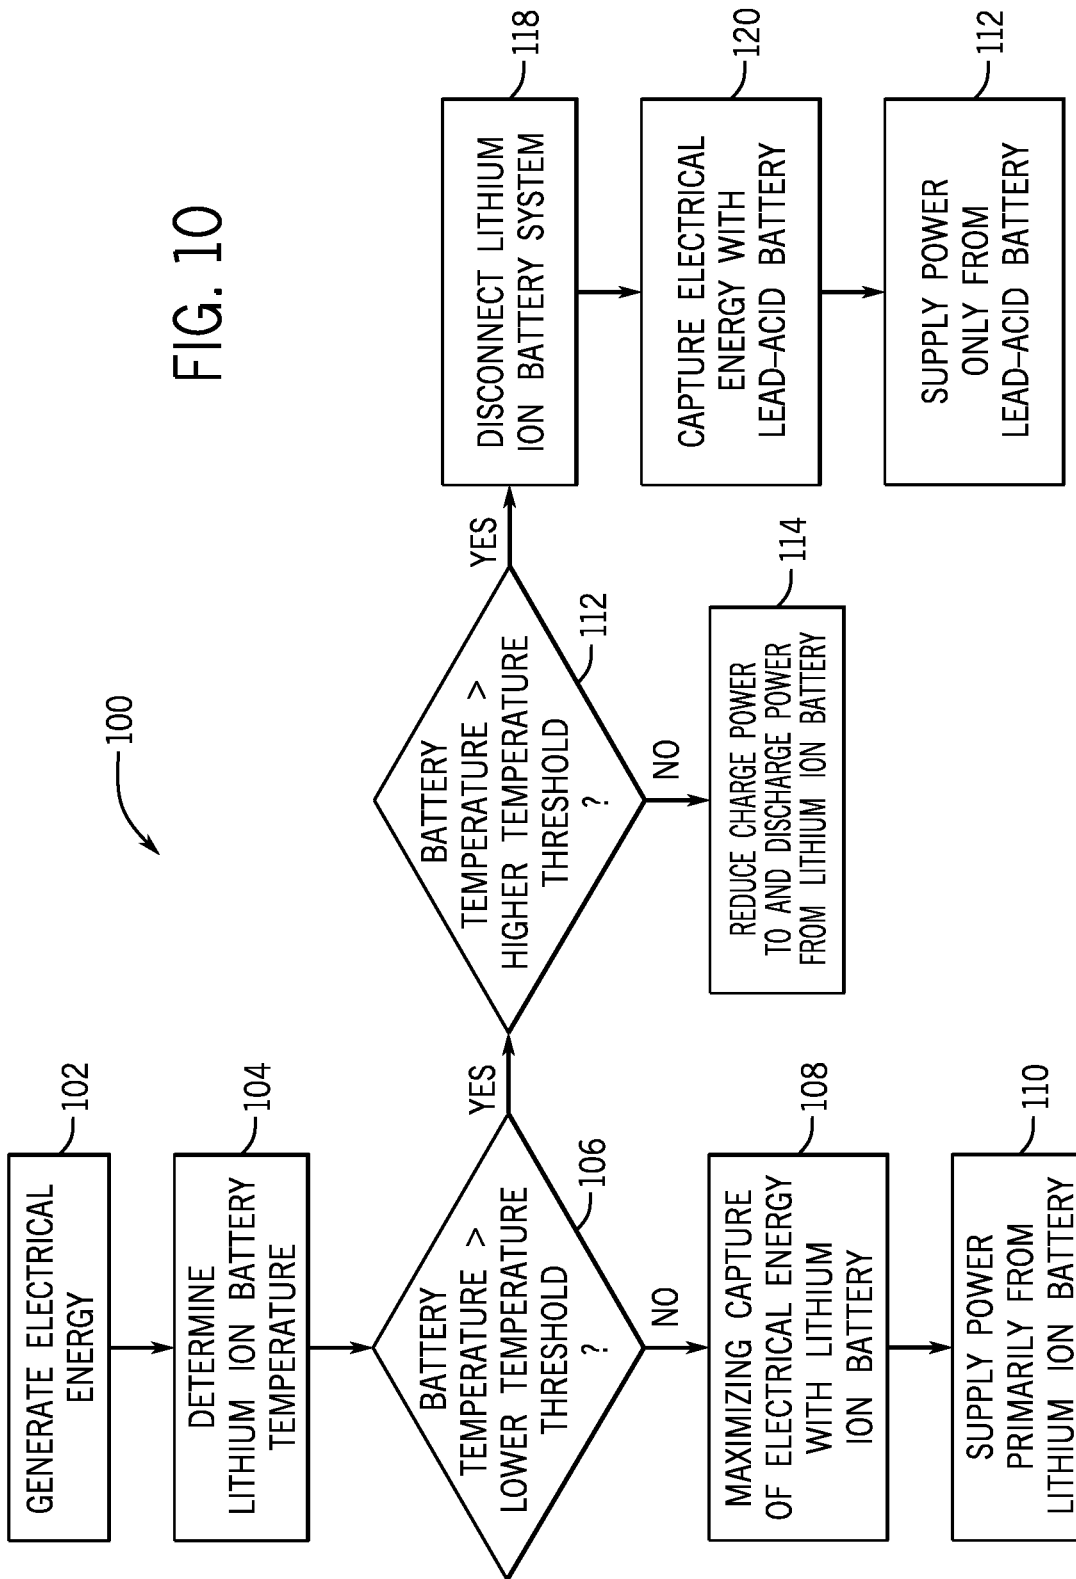 FIG. 10
100
GENERATE ELECTRICAL
ENERGY
102
DETERMINE
LITHIUM ION BATTERY
TEMPERATURE
104
BATTERY
TEMPERATURE >
LOWER TEMPERATURE
THRESHOLD
?
106
YES
NO
MAXIMIZING CAPTURE
OF ELECTRICAL ENERGY
WITH LITHIUM
ION BATTERY
108
SUPPLY POWER
PRIMARILY FROM
LITHIUM ION BATTERY
110
BATTERY
TEMPERATURE >
HIGHER TEMPERATURE
THRESHOLD
?
112
YES
NO
REDUCE CHARGE POWER
TO AND DISCHARGE POWER
FROM LITHIUM ION BATTERY
114
DISCONNECT LITHIUM
ION BATTERY SYSTEM
118
CAPTURE ELECTRICAL
ENERGY WITH
LEAD-ACID BATTERY
120
SUPPLY POWER
ONLY FROM
LEAD-ACID BATTERY
112